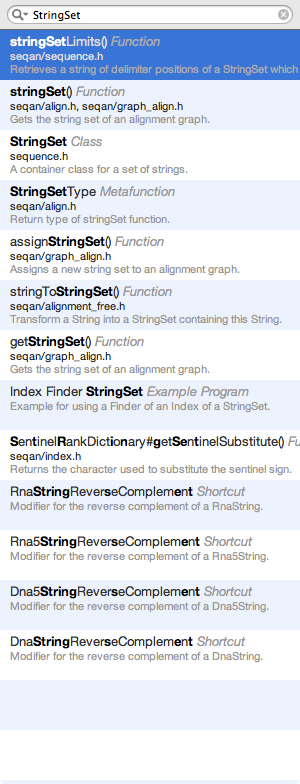 StringSet
stringSetLimits() Function
seqan/sequence.h
Retrieves a string of delimiter positions of a StringSet which
stringSet() Function
seqan/align.h, seqan/graph_align.h
Gets the string set of an alignment graph.
StringSet Class
sequence.h
A container class for a set of strings.
StringSetType Metafunction
seqan/align.h
Return type of stringSet function.
assignStringSet() Function
seqan/graph_align.h
Assigns a new string set to an alignment graph.
stringToStringSet() Function
seqan/alignment_free.h
Transform a String into a StringSet containing this String.
getStringSet() Function
seqan/graph_align.h
Gets the string set of an alignment graph.
Index Finder StringSet Example Program
Example for using a Finder of an Index of a StringSet.
SentinelRankDictionary#getSentinelSubstitute() Fu
seqan/index.h
Returns the character used to substitute the sentinel sign.
RnaStringReverseComplement Shortcut
Modifier for the reverse complement of a RnaString.
Rna5StringReverseComplement Shortcut
Modifier for the reverse complement of a Rna5String.
Dna5StringReverseComplement Shortcut
Modifier for the reverse complement of a Dna5String.
DnaStringReverseComplement Shortcut
Modifier for the reverse complement of a DnaString.